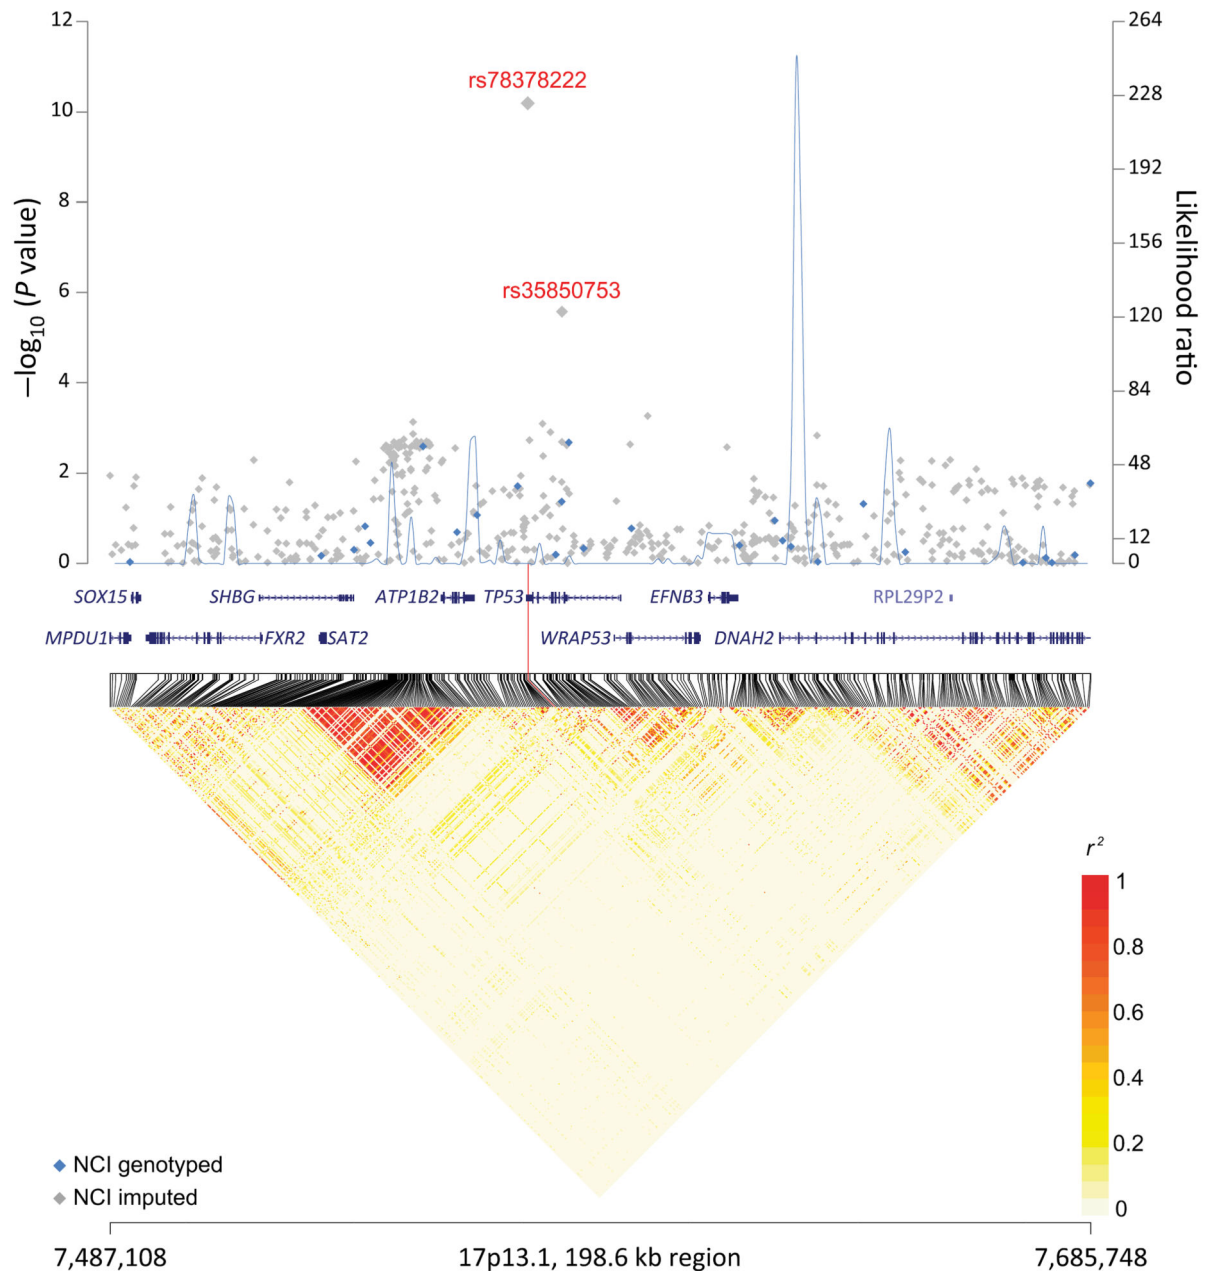 12
10
8
6
4
2
0
–log10 (P value)
264
228
192
156
120
84
48
12
0
Likelihood ratio
rs78378222
rs35850753
SOX15 SHBG ATP1B2 TP53 EFNB3 RPL29P2
MPDU1 FXR2 SAT2 WRAP53 DNAH2
r²
1
0.8
0.6
0.4
0.2
0
NCI genotyped
NCI imputed
7,487,108 17p13.1, 198.6 kb region 7,685,748